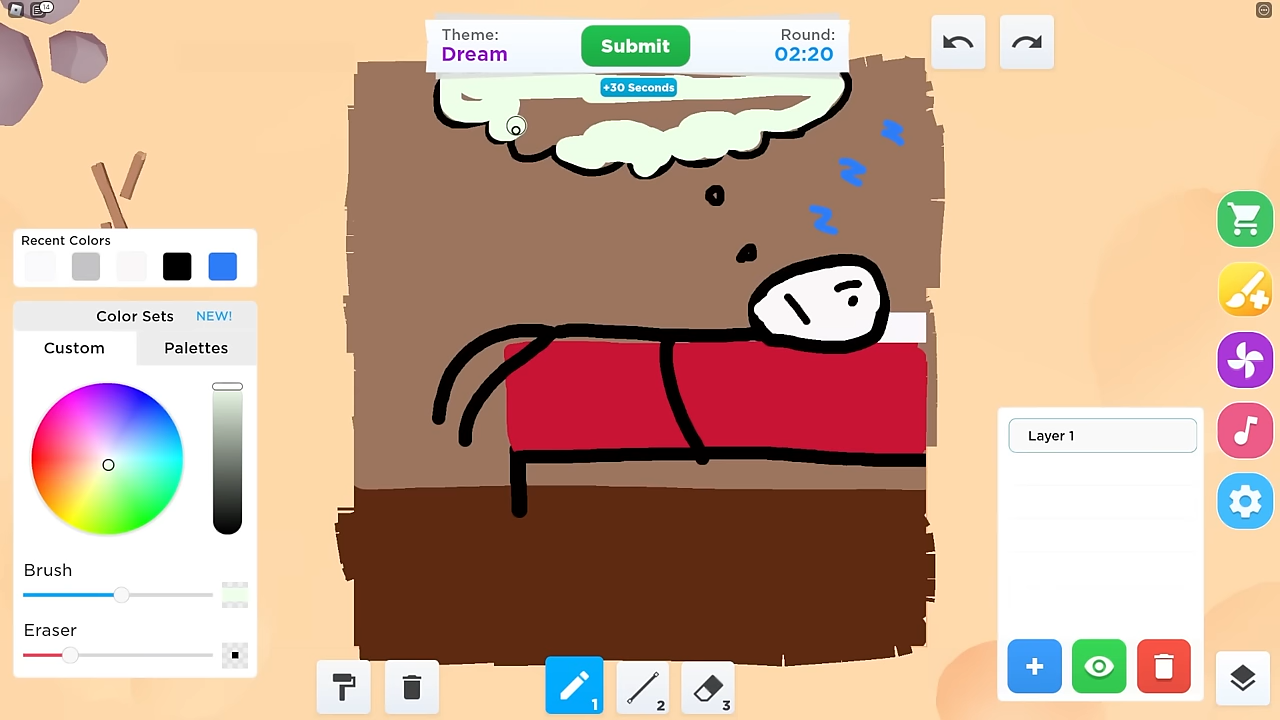 14
Theme:
Dream
Submit
Round:
02:20
+30 Seconds
z
z
z
Recent Colors
Color Sets NEW!
Custom Palettes
Layer 1
Brush
Eraser
1 2 3